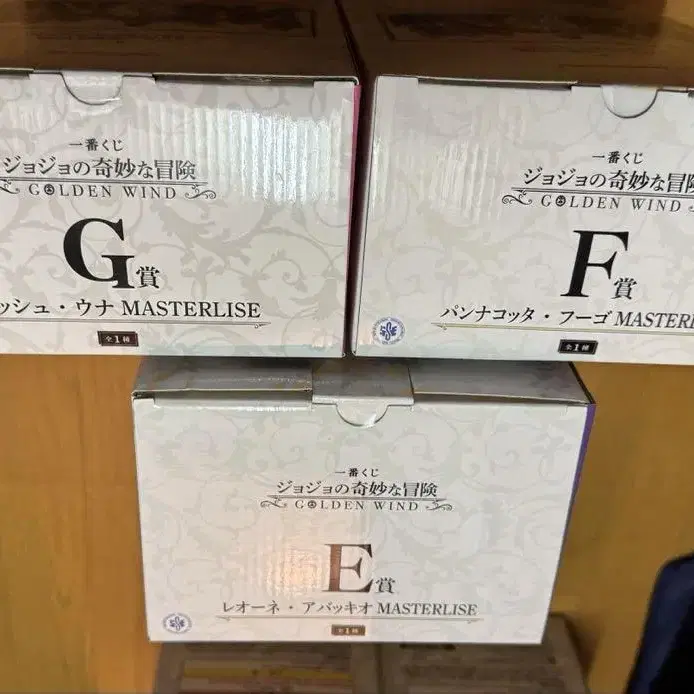 一番くじ
ジョジョの奇妙な冒険
GOLDEN WIND
G賞
ッシュ・ウナ MASTERLISE
全1種
一番くじ
ジョジョの奇妙な冒
GOLDEN WIND
F賞
パンナコッタ・フーゴ MASTER
全1種
一番くじ
ジョジョの奇妙な冒険
GOLDEN WIND
E賞
レオーネ・アバッキオ MASTERLISE
全1種